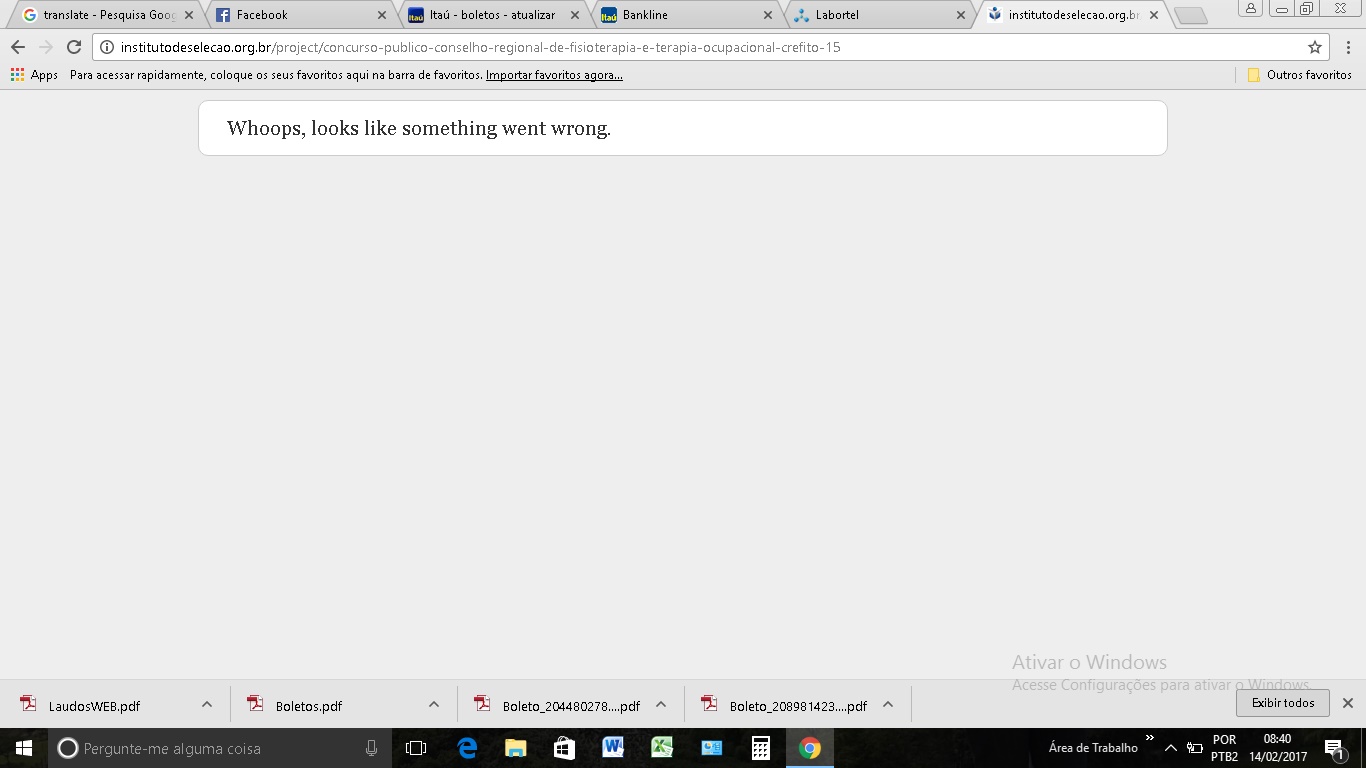 translate - Pesquisa Goog
Facebook
Itaú - boletos - atualizar
Bankline
Labortel
institutodeselecao.org.br
institutodeselecao.org.br/project/concurso-publico-conselho-regional-de-fisioterapia-e-terapia-ocupacional-crefito-15
Apps
Para acessar rapidamente, coloque os seus favoritos aqui na barra de favoritos. Importar favoritos agora...
Outros favoritos
Whoops, looks like something went wrong.
Ativar o Windows
Acesse Configurações para ativar o Windows.
LaudosWEB.pdf
Boletos.pdf
Boleto_204480278....pdf
Boleto_208981423....pdf
Exibir todos
Pergunte-me alguma coisa
Área de Trabalho
POR
PTB2
08:40
14/02/2017
1